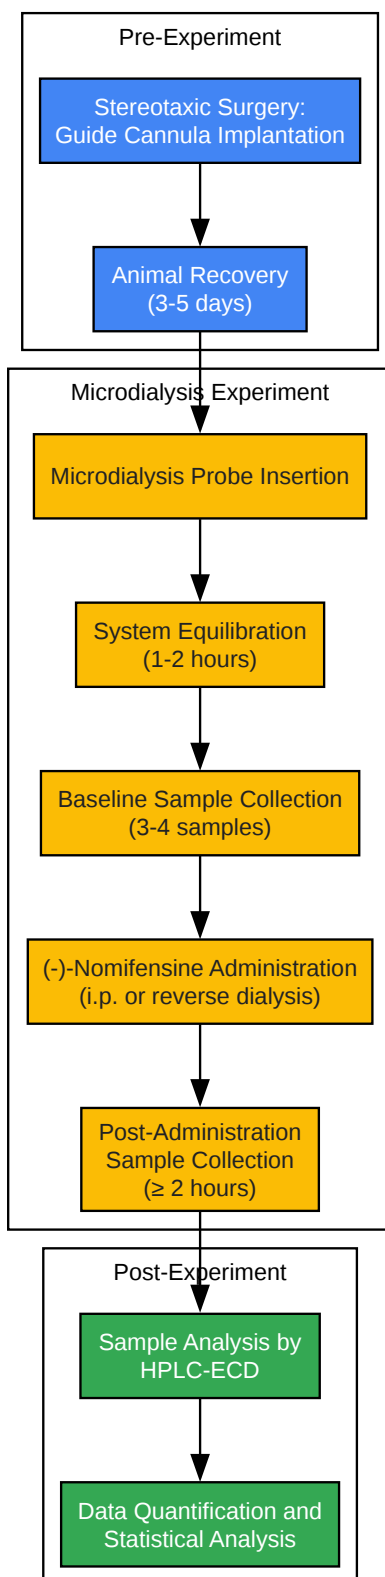 Pre-Experiment
Stereotaxic Surgery:
Guide Cannula Implantation
Animal Recovery
(3-5 days)
Microdialysis Experiment
Microdialysis Probe Insertion
System Equilibration
(1-2 hours)
Baseline Sample Collection
(3-4 samples)
(-)-Nomifensine Administration
(i.p. or reverse dialysis)
Post-Administration
Sample Collection
(≥ 2 hours)
Post-Experiment
Sample Analysis by
HPLC-ECD
Data Quantification and
Statistical Analysis